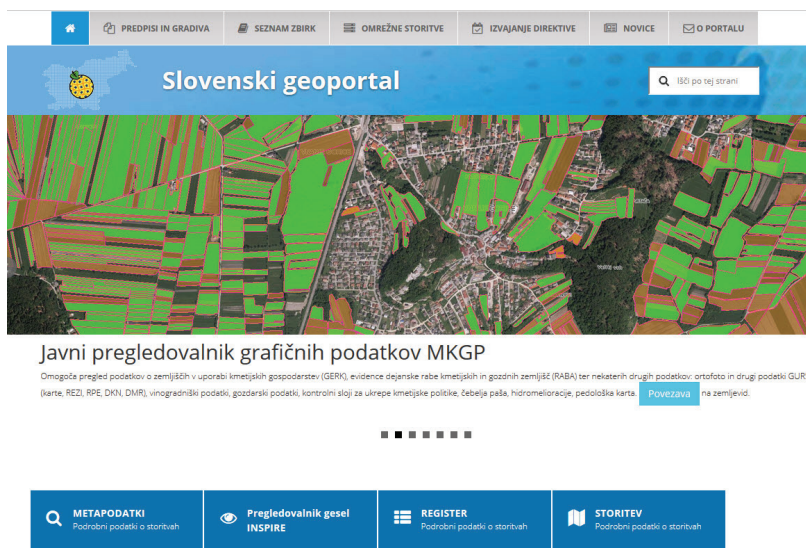 PREDPISI IN GRADIVA SEZNAM ZBIRK OMREŽNE STORITVE IZVAJANJE DIREKTIVE NOVICE O PORTALU
Slovenski geoportal
Išči po tej strani
Javni pregledovalnik grafičnih podatkov MKGP
Omogoča pregled podatkov o zemljiščih v uporabi kmetijskih gospodarstev (GERK), evidence dejanske rabe kmetijskih in gozdnih zemljišč (RABA) ter nekaterih drugih podatkov: ortofoto in drugi podatki GURS
(karte, REZI, RPE, DKN, DMR), vinogradniški podatki, gozdarski podatki, kontrolni sloji za ukrepe kmetijske politike, čebelja paša, hidromelioracije, pedološka karta. Povezava na zemljevid.
METAPODATKI
Podrobni podatki o storitvah
Pregledovalnik gesel
INSPIRE
REGISTER
Podrobni podatki o storitvah
STORITEV
Podrobni podatki o storitvah